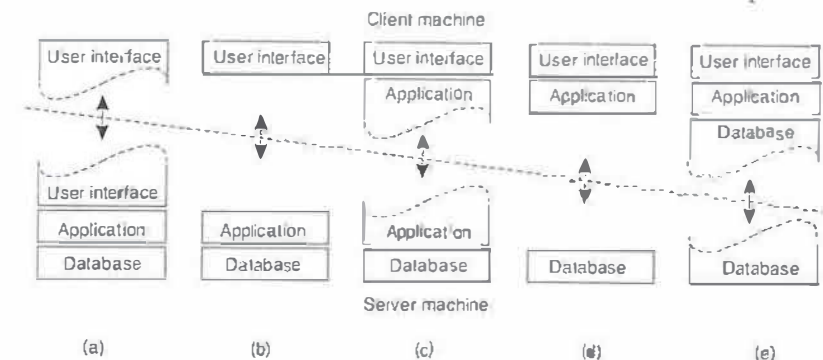 Client machine
User interface User interface User interface User interface User interface
Application Application Application
Database
User interface
Application Application Application
Database Database Database Database Database
Server machine
(a) (b) (c) (d) (e)